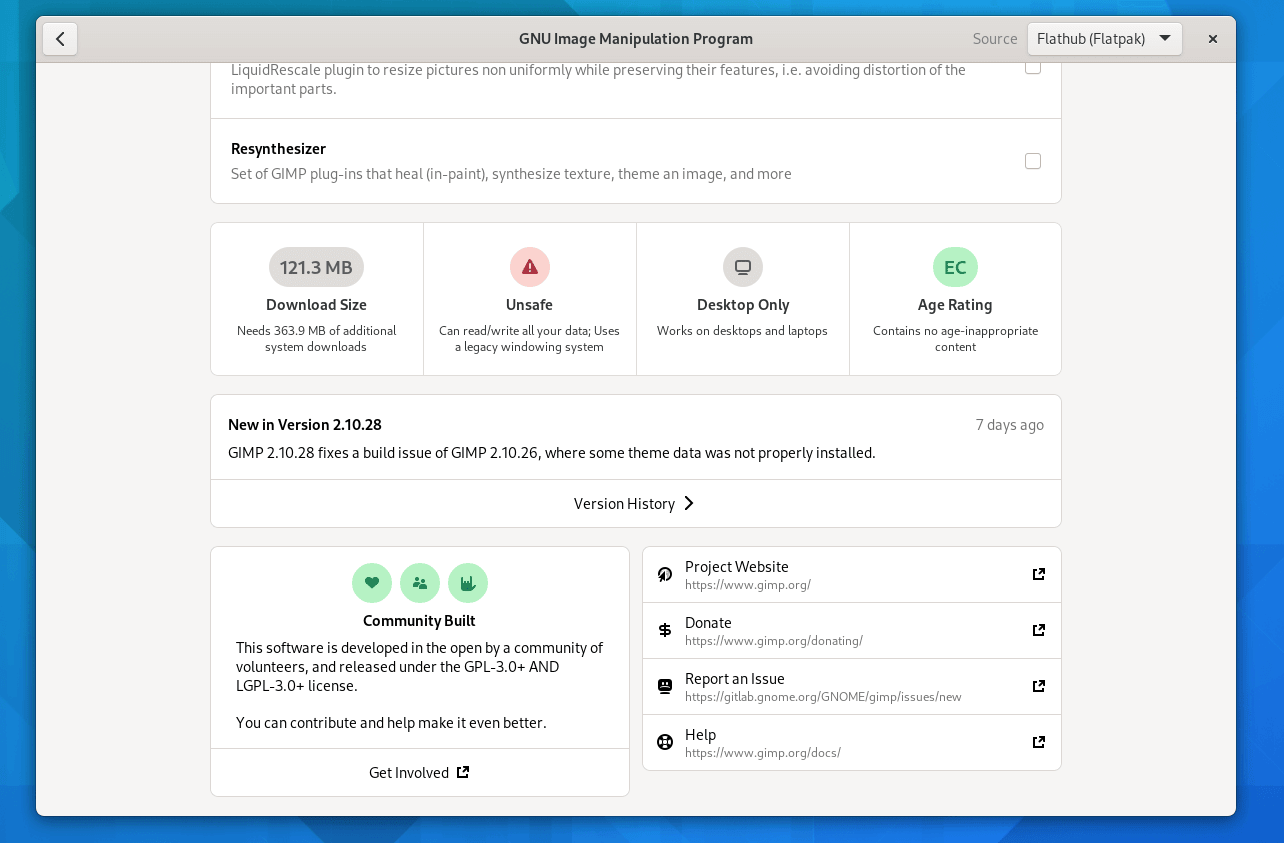 GNU Image Manipulation Program
Source
Flathub (Flatpak)
LiquidRescale plugin to resize pictures non uniformly while preserving their features, i.e. avoiding distortion of the
important parts.
Resynthesizer
Set of GIMP plug-ins that heal (in-paint), synthesize texture, theme an image, and more
121.3 MB
Download Size
Needs 363.9 MB of additional
system downloads
Unsafe
Can read/write all your data; Uses
a legacy windowing system
Desktop Only
Works on desktops and laptops
EC
Age Rating
Contains no age-inappropriate
content
New in Version 2.10.28
7 days ago
GIMP 2.10.28 fixes a build issue of GIMP 2.10.26, where some theme data was not properly installed.
Version History
Community Built
This software is developed in the open by a community of
volunteers, and released under the GPL-3.0+ AND
LGPL-3.0+ license.
You can contribute and help make it even better.
Get Involved
Project Website
https://www.gimp.org/
Donate
https://www.gimp.org/donating/
Report an Issue
https://gitlab.gnome.org/GNOME/gimp/issues/new
Help
https://www.gimp.org/docs/